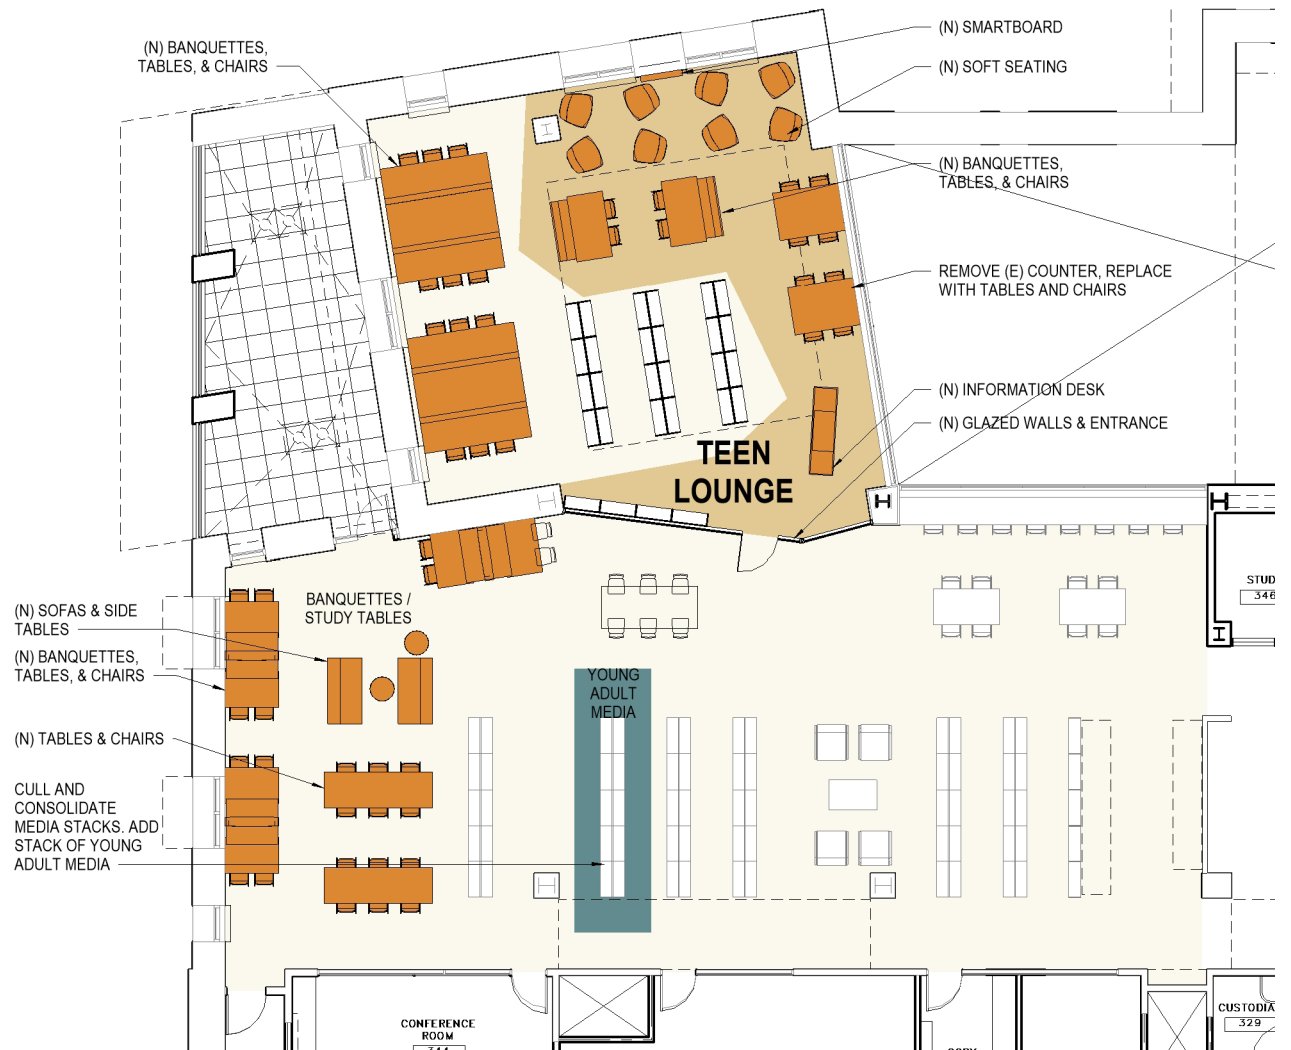 (N) BANQUETTES,
TABLES, & CHAIRS
(N) SMARTBOARD
(N) SOFT SEATING
(N) BANQUETTES,
TABLES, & CHAIRS
REMOVE (E) COUNTER, REPLACE
WITH TABLES AND CHAIRS
(N) INFORMATION DESK
(N) GLAZED WALLS & ENTRANCE
TEEN
LOUNGE
BANQUETTES /
STUDY TABLES
(N) SOFAS & SIDE
TABLES
(N) BANQUETTES,
TABLES, & CHAIRS
(N) TABLES & CHAIRS
CULL AND
CONSOLIDATE
MEDIA STACKS. ADD
STACK OF YOUNG
ADULT MEDIA
YOUNG
ADULT
MEDIA
STUD
346
CONFERENCE
ROOM
CUSTODIA
329